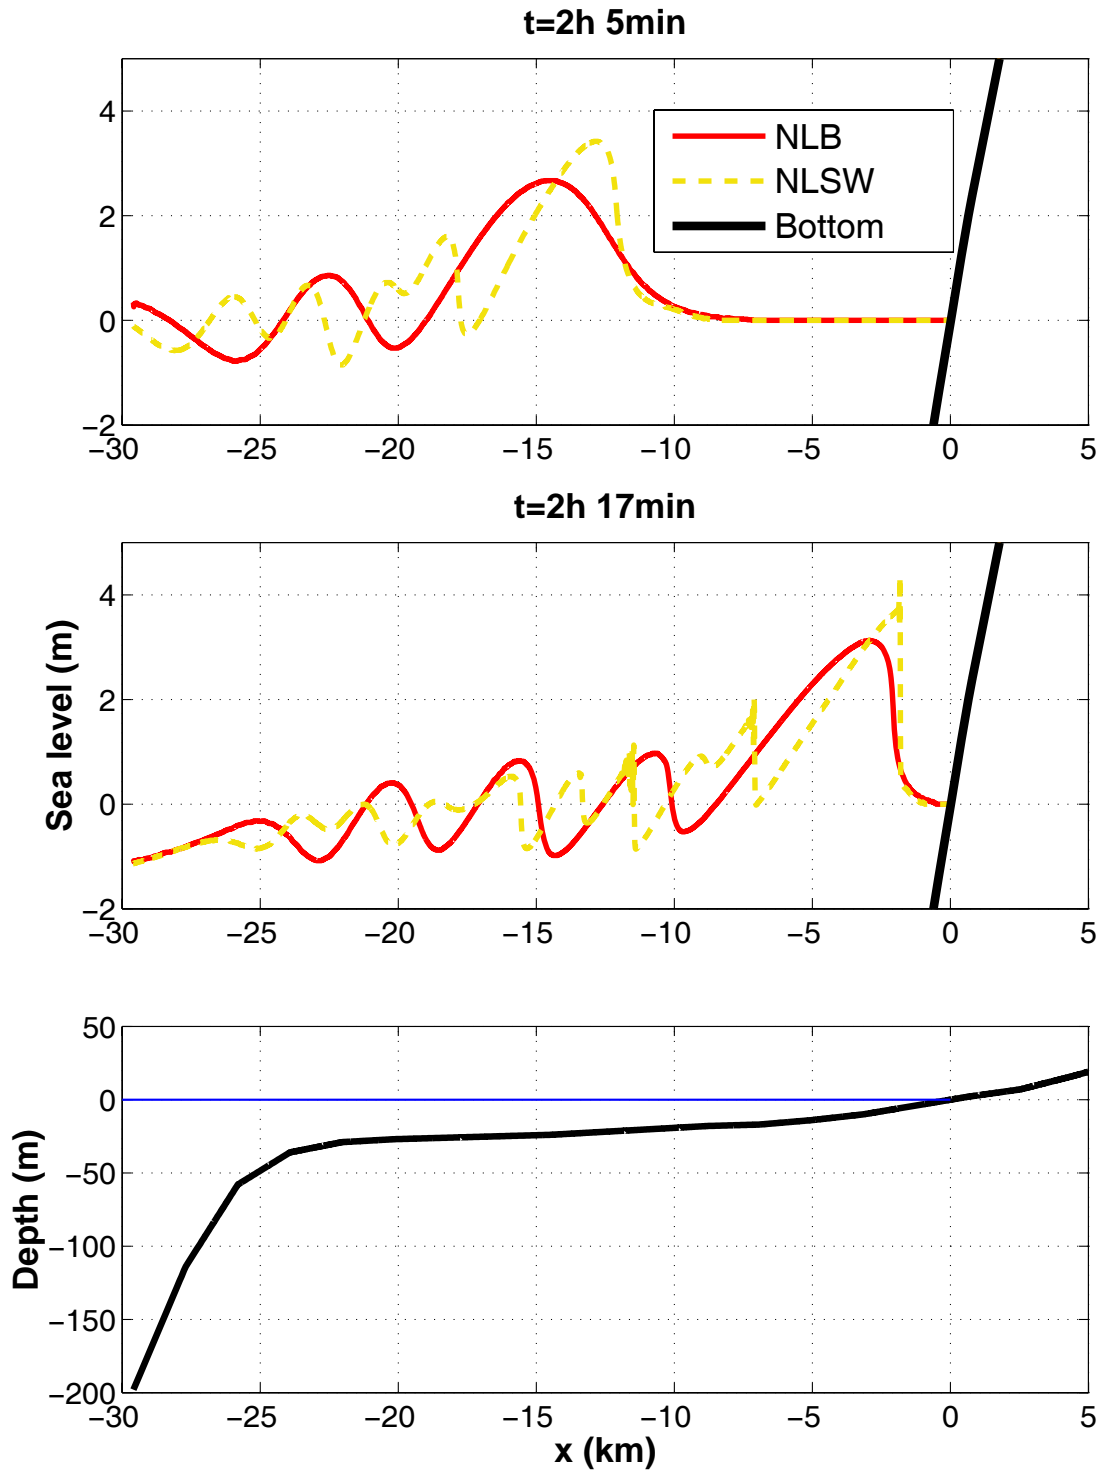 t=2h 5min
4
2
0
−2
NLB
NLSW
Bottom
−30 −25 −20 −15 −10 −5 0 5
t=2h 17min
Sea level (m)
4
2
0
−2
−30 −25 −20 −15 −10 −5 0 5
Depth (m)
50
0
−50
−100
−150
−200
−30 −25 −20 −15 −10 −5 0 5
x (km)